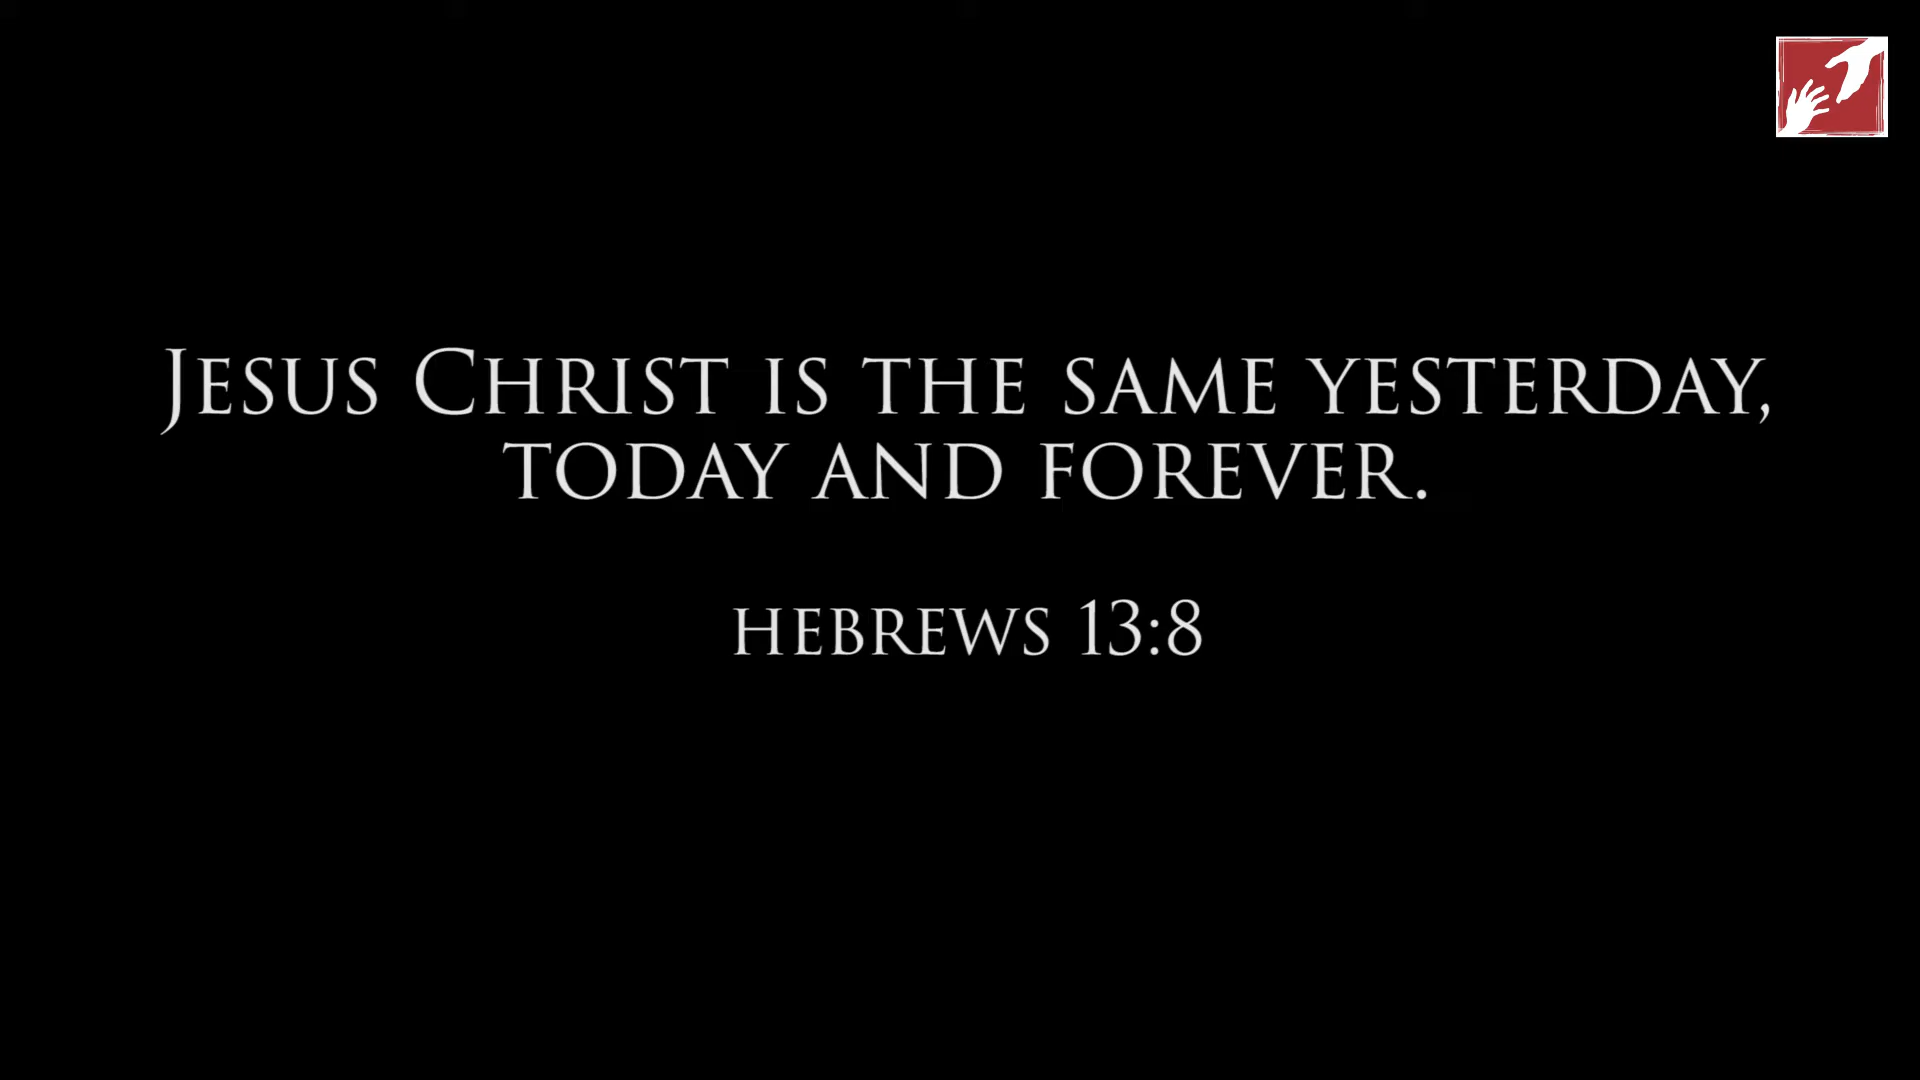 Jesus Christ is the same yesterday,
today and forever.
Hebrews 13:8